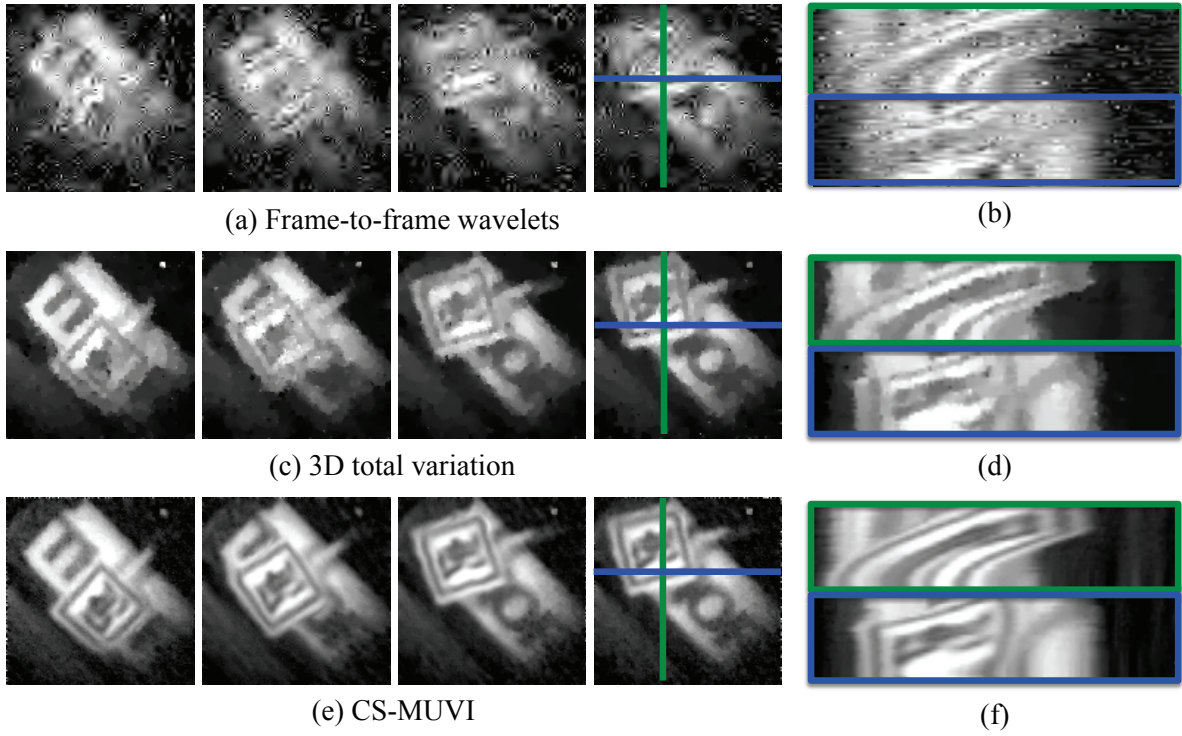 (a) Frame-to-frame wavelets
(b)
(c) 3D total variation
(d)
(e) CS-MUVI
(f)